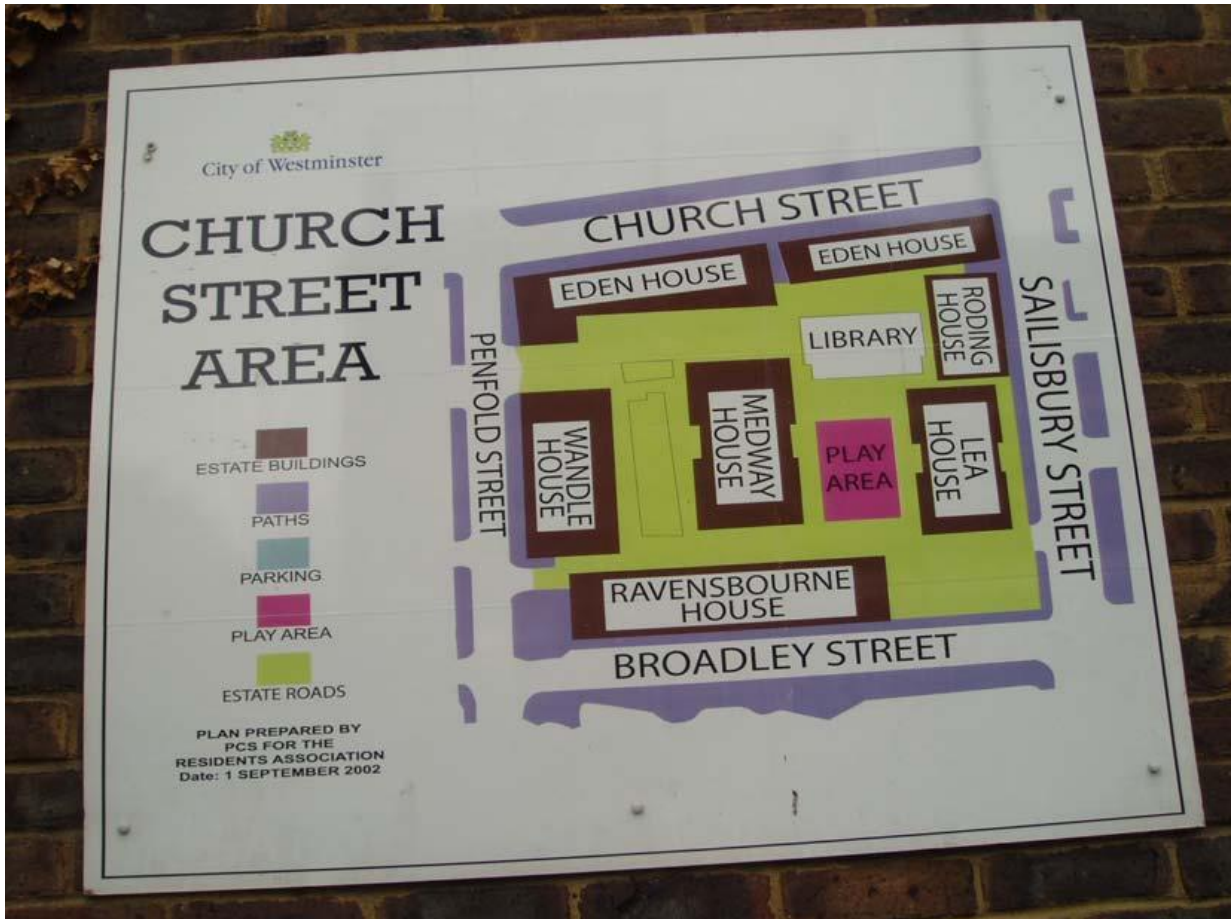 City of Westminster
CHURCH
STREET
AREA
ESTATE BUILDINGS
PATHS
PARKING
PLAY AREA
ESTATE ROADS
PLAN PREPARED BY
PCS FOR THE
RESIDENTS ASSOCIATION
Date: 1 SEPTEMBER 2002
CHURCH STREET
EDEN HOUSE
EDEN HOUSE
LIBRARY
RODING
HOUSE
PENFOLD STREET
SAILISBURY STREET
WANDLE
HOUSE
MEDWAY
HOUSE
PLAY
AREA
LEA
HOUSE
RAVENSBOURNE
HOUSE
BROADLEY STREET